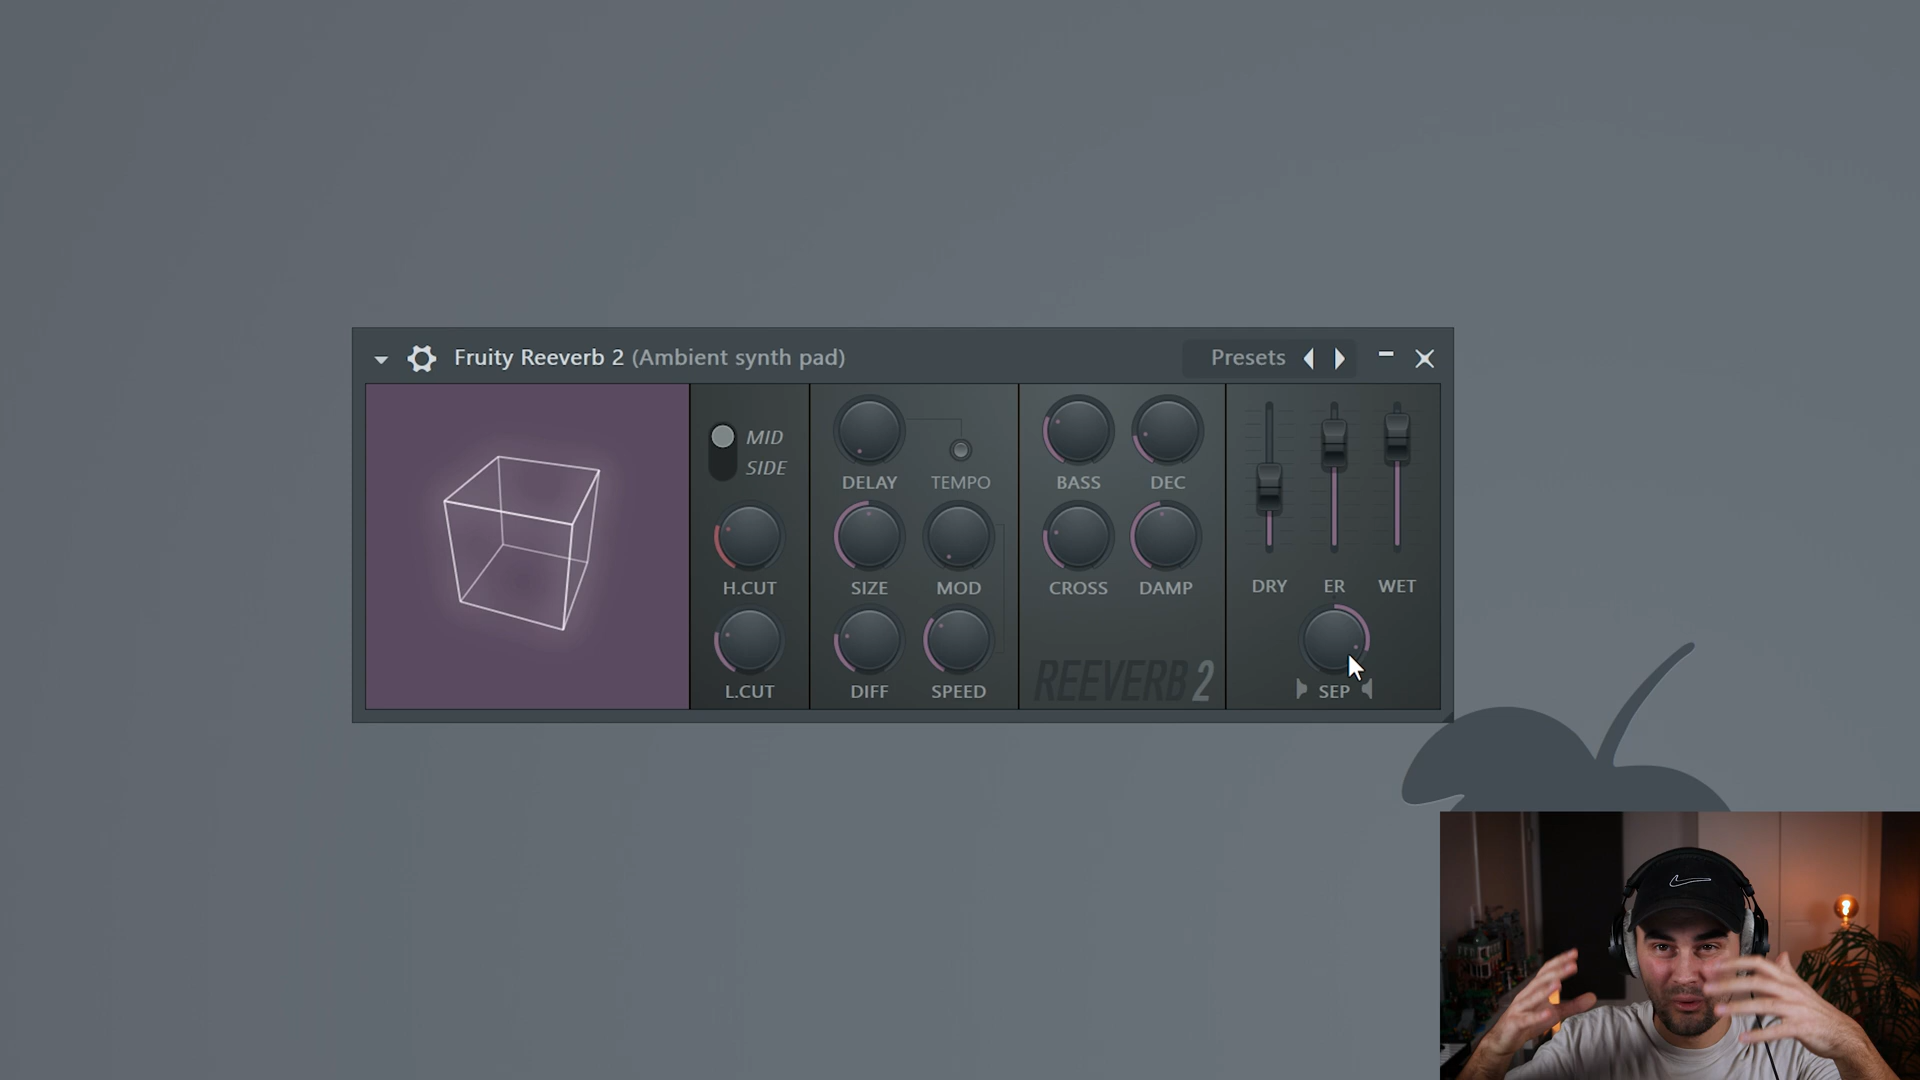 Fruity Reeverb 2 (Ambient synth pad)
Presets
MID
SIDE
H.CUT
L.CUT
DELAY
TEMPO
SIZE
MOD
DIFF
SPEED
BASS
DEC
CROSS
DAMP
REEVERB 2
DRY
ER
WET
SEP